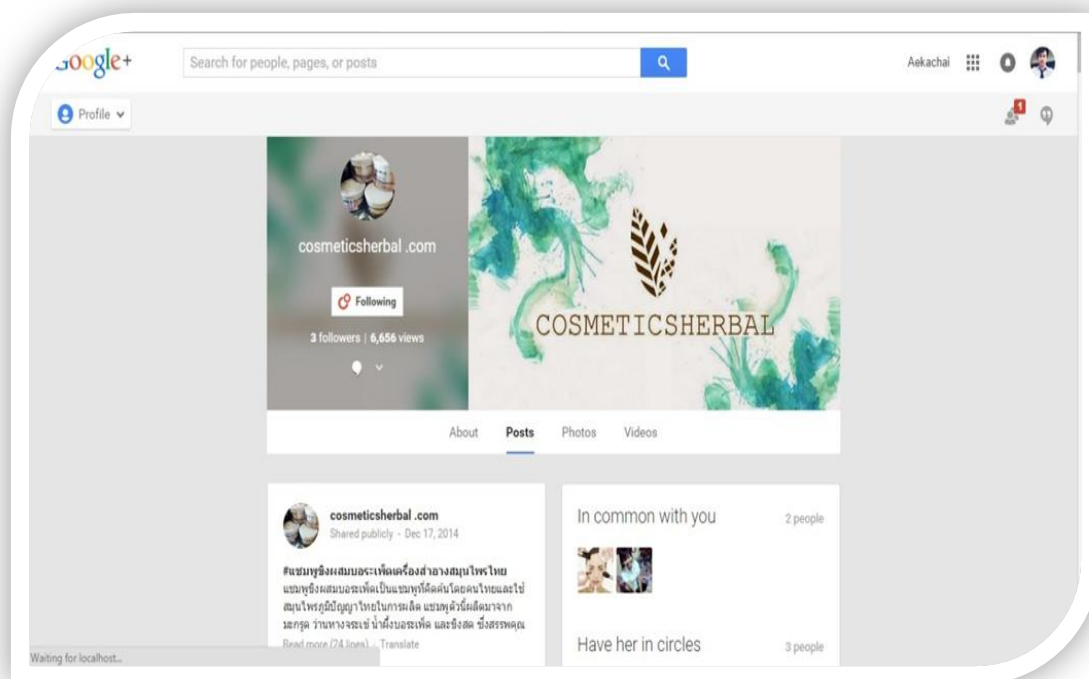 Google+
Search for people, pages, or posts
Aekachai
Profile
1
cosmeticsherbal .com
Following
3 followers | 6,656 views
COSMETICSHERBAL
About Posts Photos Videos
cosmeticsherbal .com
Shared publicly - Dec 17, 2014
#แชมพูขิงผสมบอระเพ็ดเครื่องสำอางสมุนไพรไทย
แชมพูขิงผสมบอระเพ็ดเป็นแชมพูที่คิดค้นโดยคนไทยและใช้
สมุนไพรภูมิปัญญาไทยในการผลิต แชมพูตัวนี้ผลิตมาจาก
มะกรูด ว่านหางจระเข้ น้ำผึ้งบอระเพ็ด และขิงสด ซึ่งสรรพคุณ
Read more (24 lines) · Translate
In common with you
2 people
Have her in circles
3 people
Waiting for localhost...